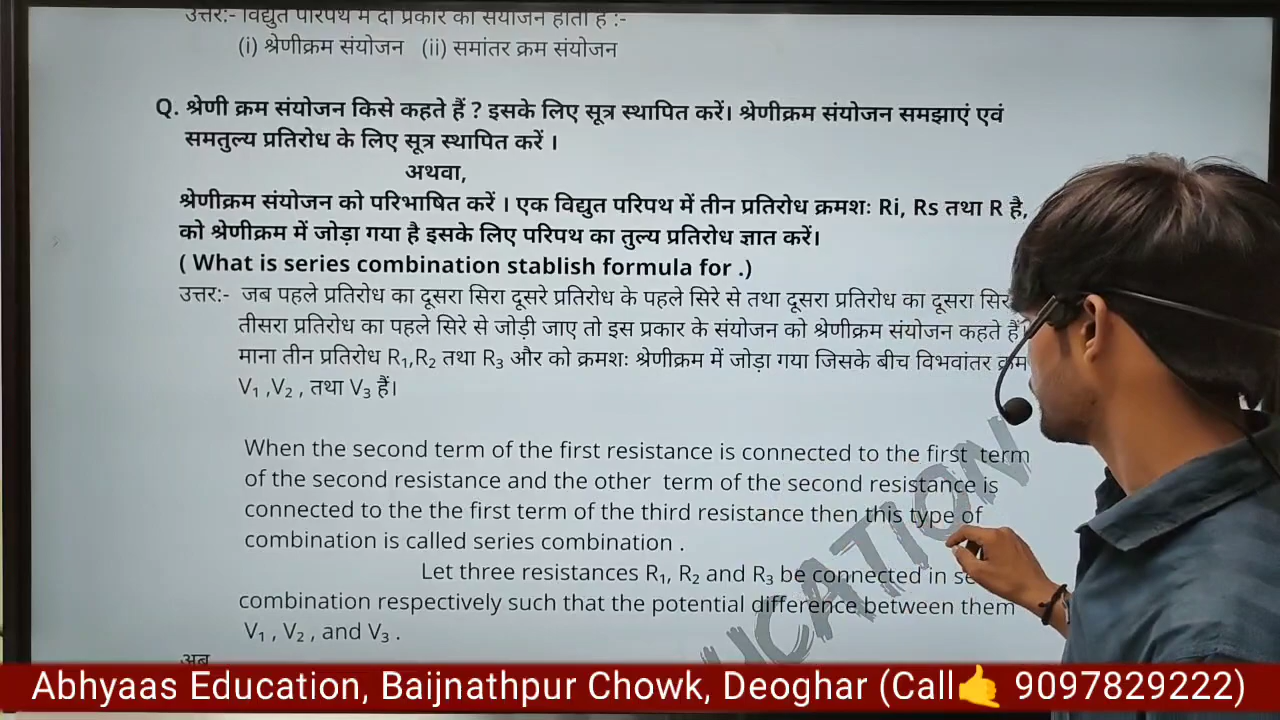 उत्तर:- विद्युत परिपथ में दो प्रकार का संयोजन होता है :-
(i) श्रेणीक्रम संयोजन (ii) समांतर क्रम संयोजन
Q. श्रेणी क्रम संयोजन किसे कहते हैं ? इसके लिए सूत्र स्थापित करें। श्रेणीक्रम संयोजन समझाएं एवं
समतुल्य प्रतिरोध के लिए सूत्र स्थापित करें ।
अथवा,
श्रेणीक्रम संयोजन को परिभाषित करें । एक विद्युत परिपथ में तीन प्रतिरोध क्रमशः Ri, Rs तथा R है,
को श्रेणीक्रम में जोड़ा गया है इसके लिए परिपथ का तुल्य प्रतिरोध ज्ञात करें।
( What is series combination stablish formula for .)
उत्तर:- जब पहले प्रतिरोध का दूसरा सिरा दूसरे प्रतिरोध के पहले सिरे से तथा दूसरा प्रतिरोध का दूसरा
तीसरा प्रतिरोध का पहले सिरे से जोड़ी जाए तो इस प्रकार के संयोजन को श्रेणीक्रम संयोजन कहते हैं।
माना तीन प्रतिरोध R₁,R₂ तथा R₃ और को क्रमशः श्रेणीक्रम में जोड़ा गया जिसके बीच विभवांतर क्रम
V₁ ,V₂ , तथा V₃ हैं।
When the second term of the first resistance is connected to the first term
of the second resistance and the other term of the second resistance is
connected to the the first term of the third resistance then this type of
combination is called series combination .
Let three resistances R₁, R₂ and R₃ be connected in
combination respectively such that the potential difference between them
V₁ , V₂ , and V₃ .
अब
Abhyaas Education, Baijnathpur Chowk, Deoghar (Call🤙 9097829222)